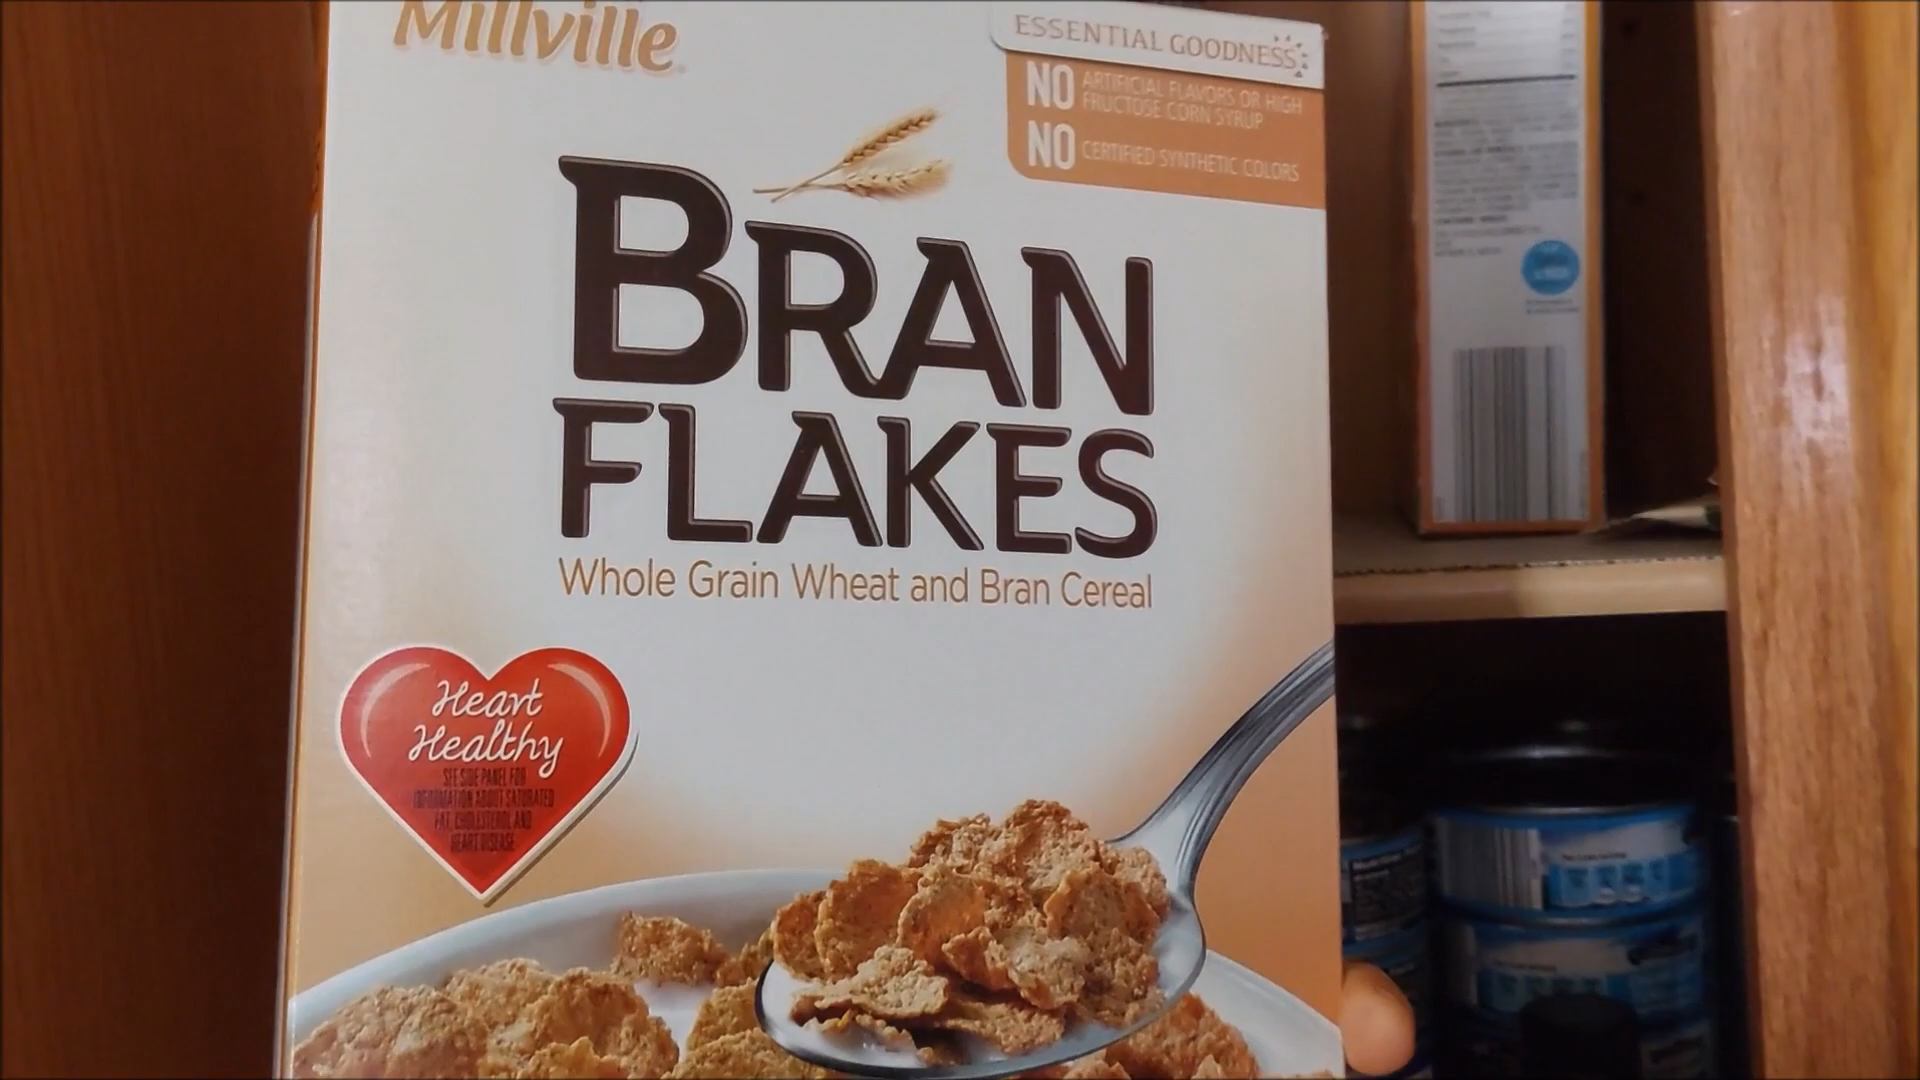 Millville
ESSENTIAL GOODNESS
NO ARTIFICIAL FLAVORS OR HIGH
FRUCTOSE CORN SYRUP
NO CERTIFIED SYNTHETIC COLORS
BRAN
FLAKES
Whole Grain Wheat and Bran Cereal
Heart
Healthy
SEE SIDE PANEL FOR
INFORMATION ABOUT SATURATED
FAT, CHOLESTEROL AND
HEART DISEASE